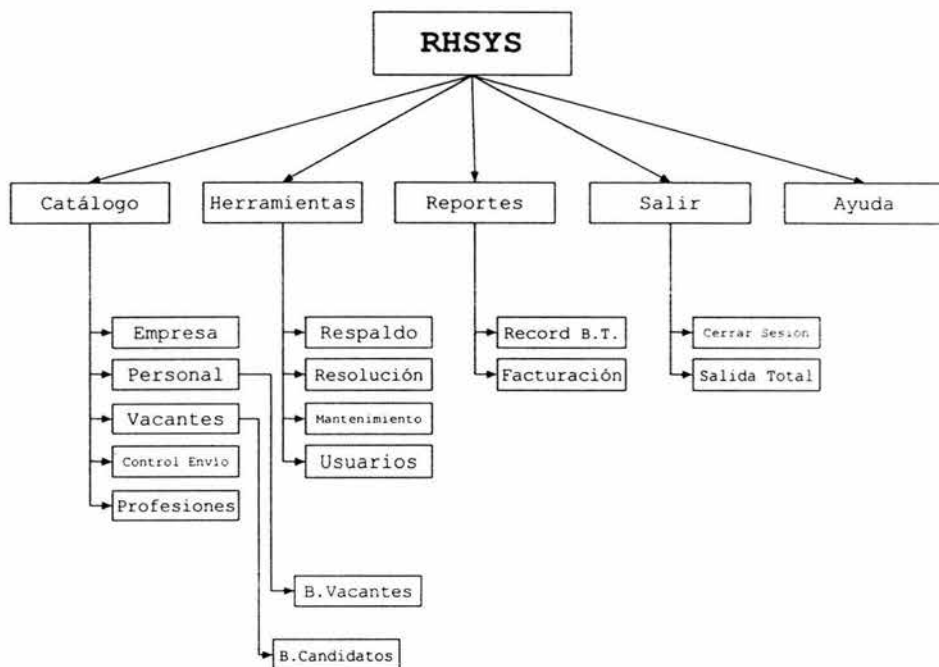 RHSYS
Catálogo
Herramientas
Reportes
Salir
Ayuda
Empresa
Personal
Vacantes
Control Envio
Profesiones
Respaldo
Resolución
Mantenimiento
Usuarios
Record B.T.
Facturación
Cerrar Sesion
Salida Total
B.Vacantes
B.Candidatos